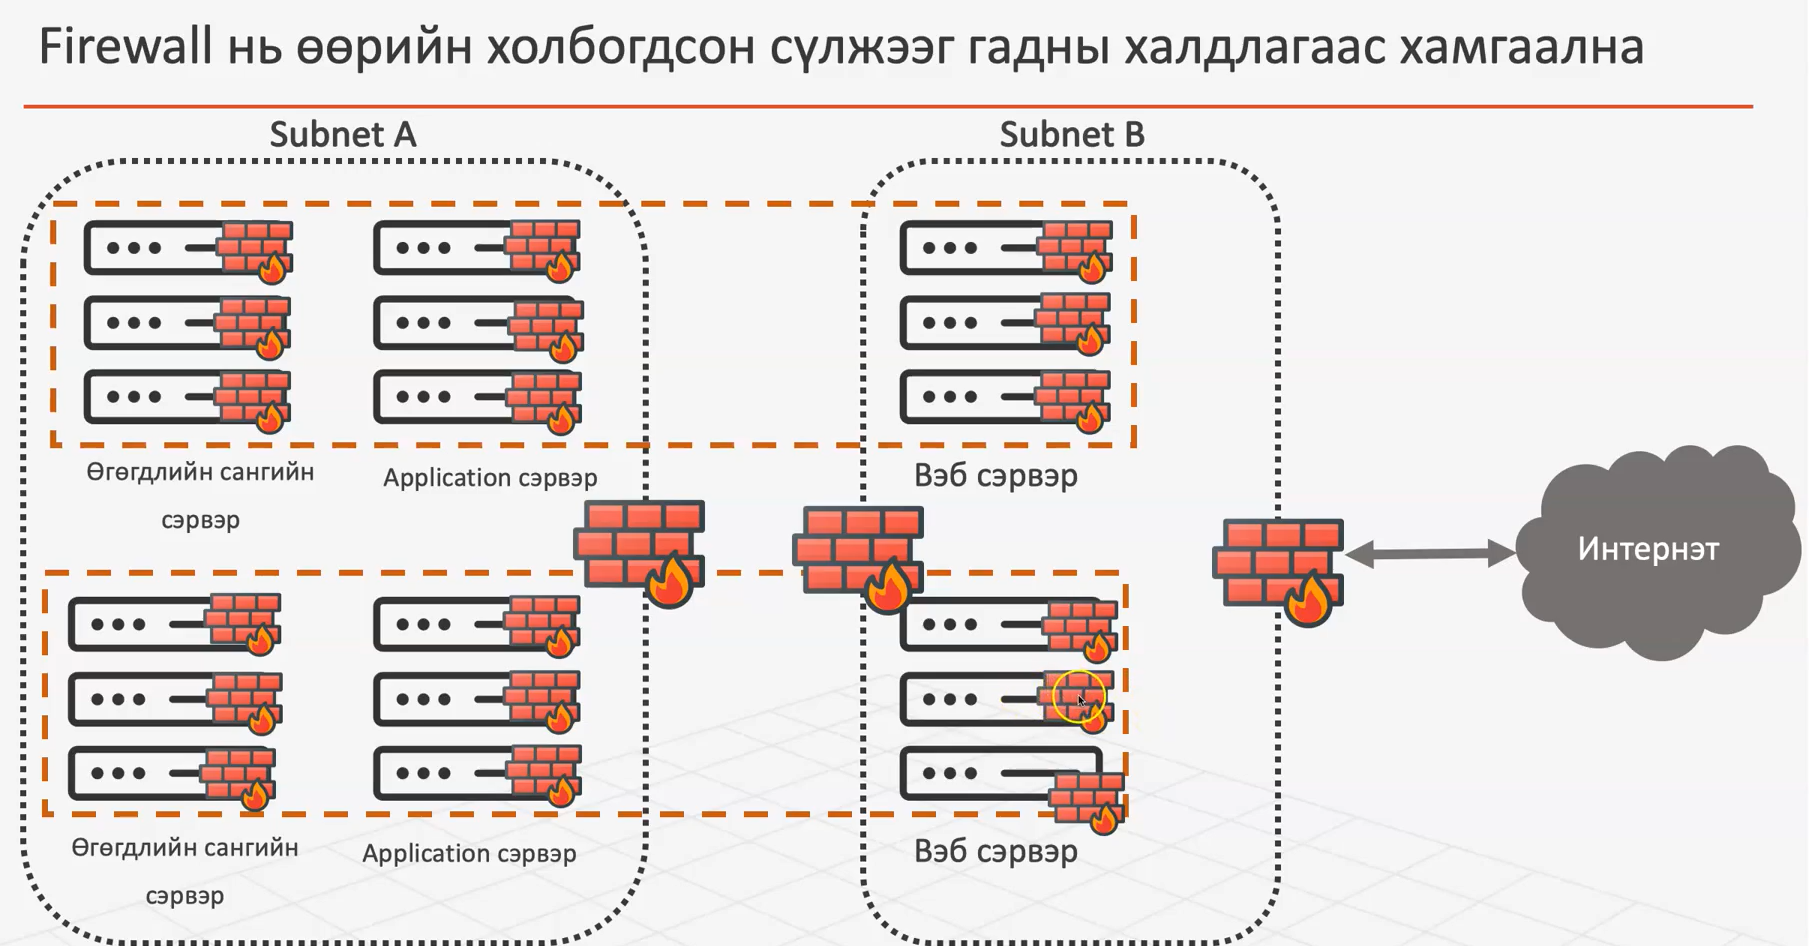 Firewall нь өөрийн холбогдсон сүлжээг гадны халдлагаас хамгаална
Subnet A
Subnet B
Өгөгдлийн сангийн
сэрвэр
Application сэрвэр
Вэб сэрвэр
Интернэт
Өгөгдлийн сангийн
сэрвэр
Application сэрвэр
Вэб сэрвэр